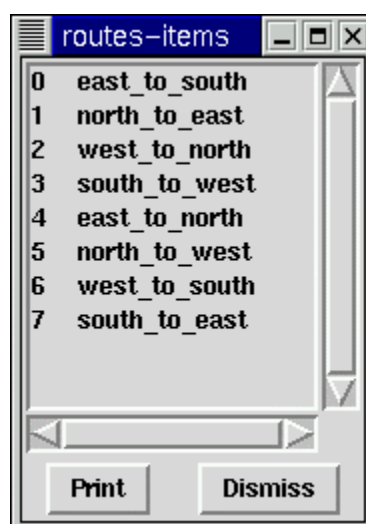 routes-items
0 east_to_south
1 north_to_east
2 west_to_north
3 south_to_west
4 east_to_north
5 north_to_west
6 west_to_south
7 south_to_east
Print Dismiss